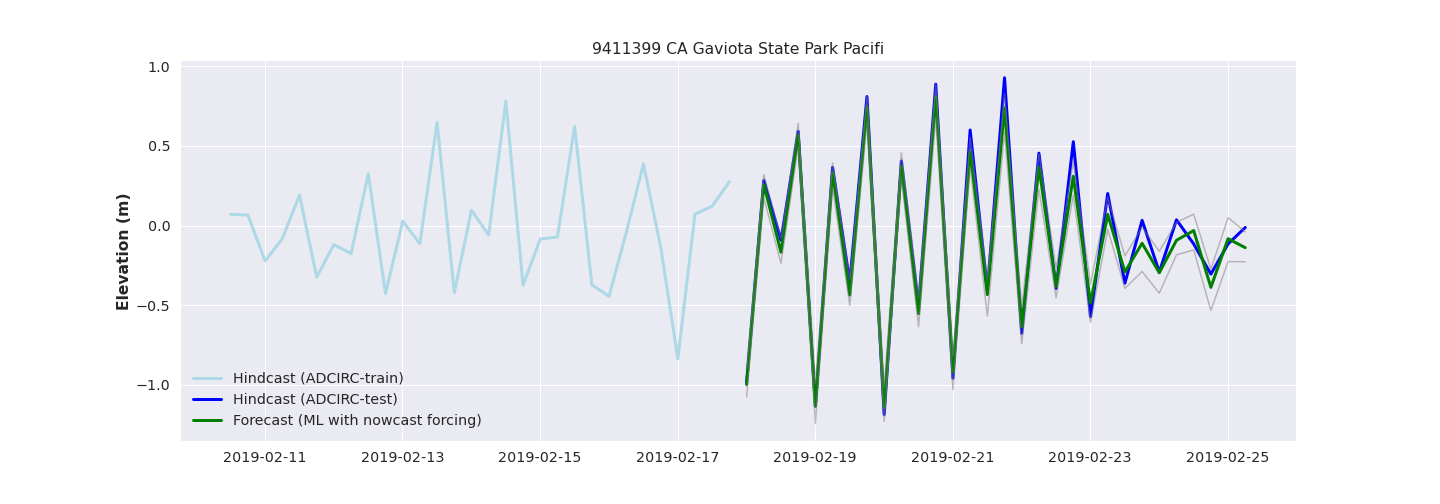 9411399 CA Gaviota State Park Pacifi
1.0
0.5
0.0
−0.5
−1.0
Elevation (m)
Hindcast (ADCIRC-train)
Hindcast (ADCIRC-test)
Forecast (ML with nowcast forcing)
2019-02-11 2019-02-13 2019-02-15 2019-02-17 2019-02-19 2019-02-21 2019-02-23 2019-02-25